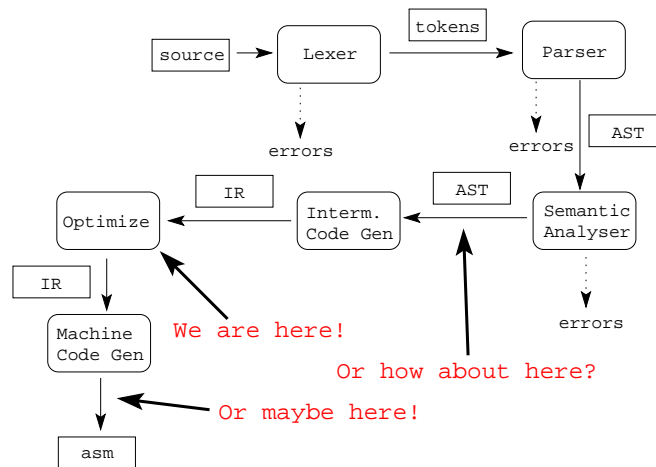 source
Lexer
tokens
Parser
errors
errors
AST
Optimize
IR
Interm.
Code Gen
AST
Semantic
Analyser
errors
IR
Machine
Code Gen
We are here!
Or how about here?
Or maybe here!
asm